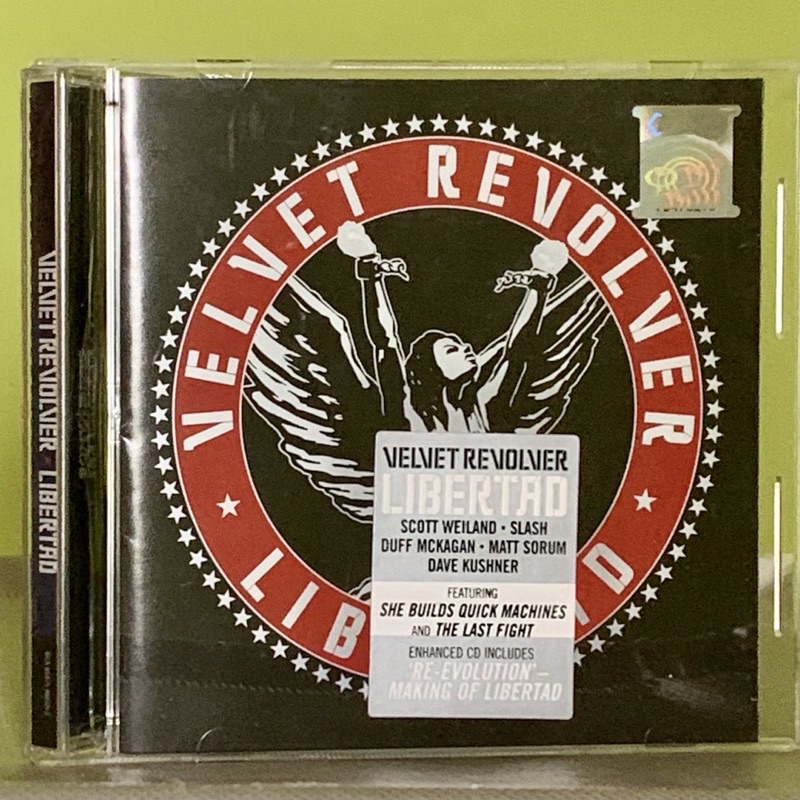 VELVET REVOLVER
LIBERTAD
VELVET REVOLVER
LIB
D
VELVET REVOLVER
LIBERTAD
SCOTT WEILAND • SLASH
DUFF MCKAGAN • MATT SORUM
DAVE KUSHNER
FEATURING
SHE BUILDS QUICK MACHINES
AND THE LAST FIGHT
ENHANCED CD INCLUDES
'RE-EVOLUTION' –
MAKING OF LIBERTAD